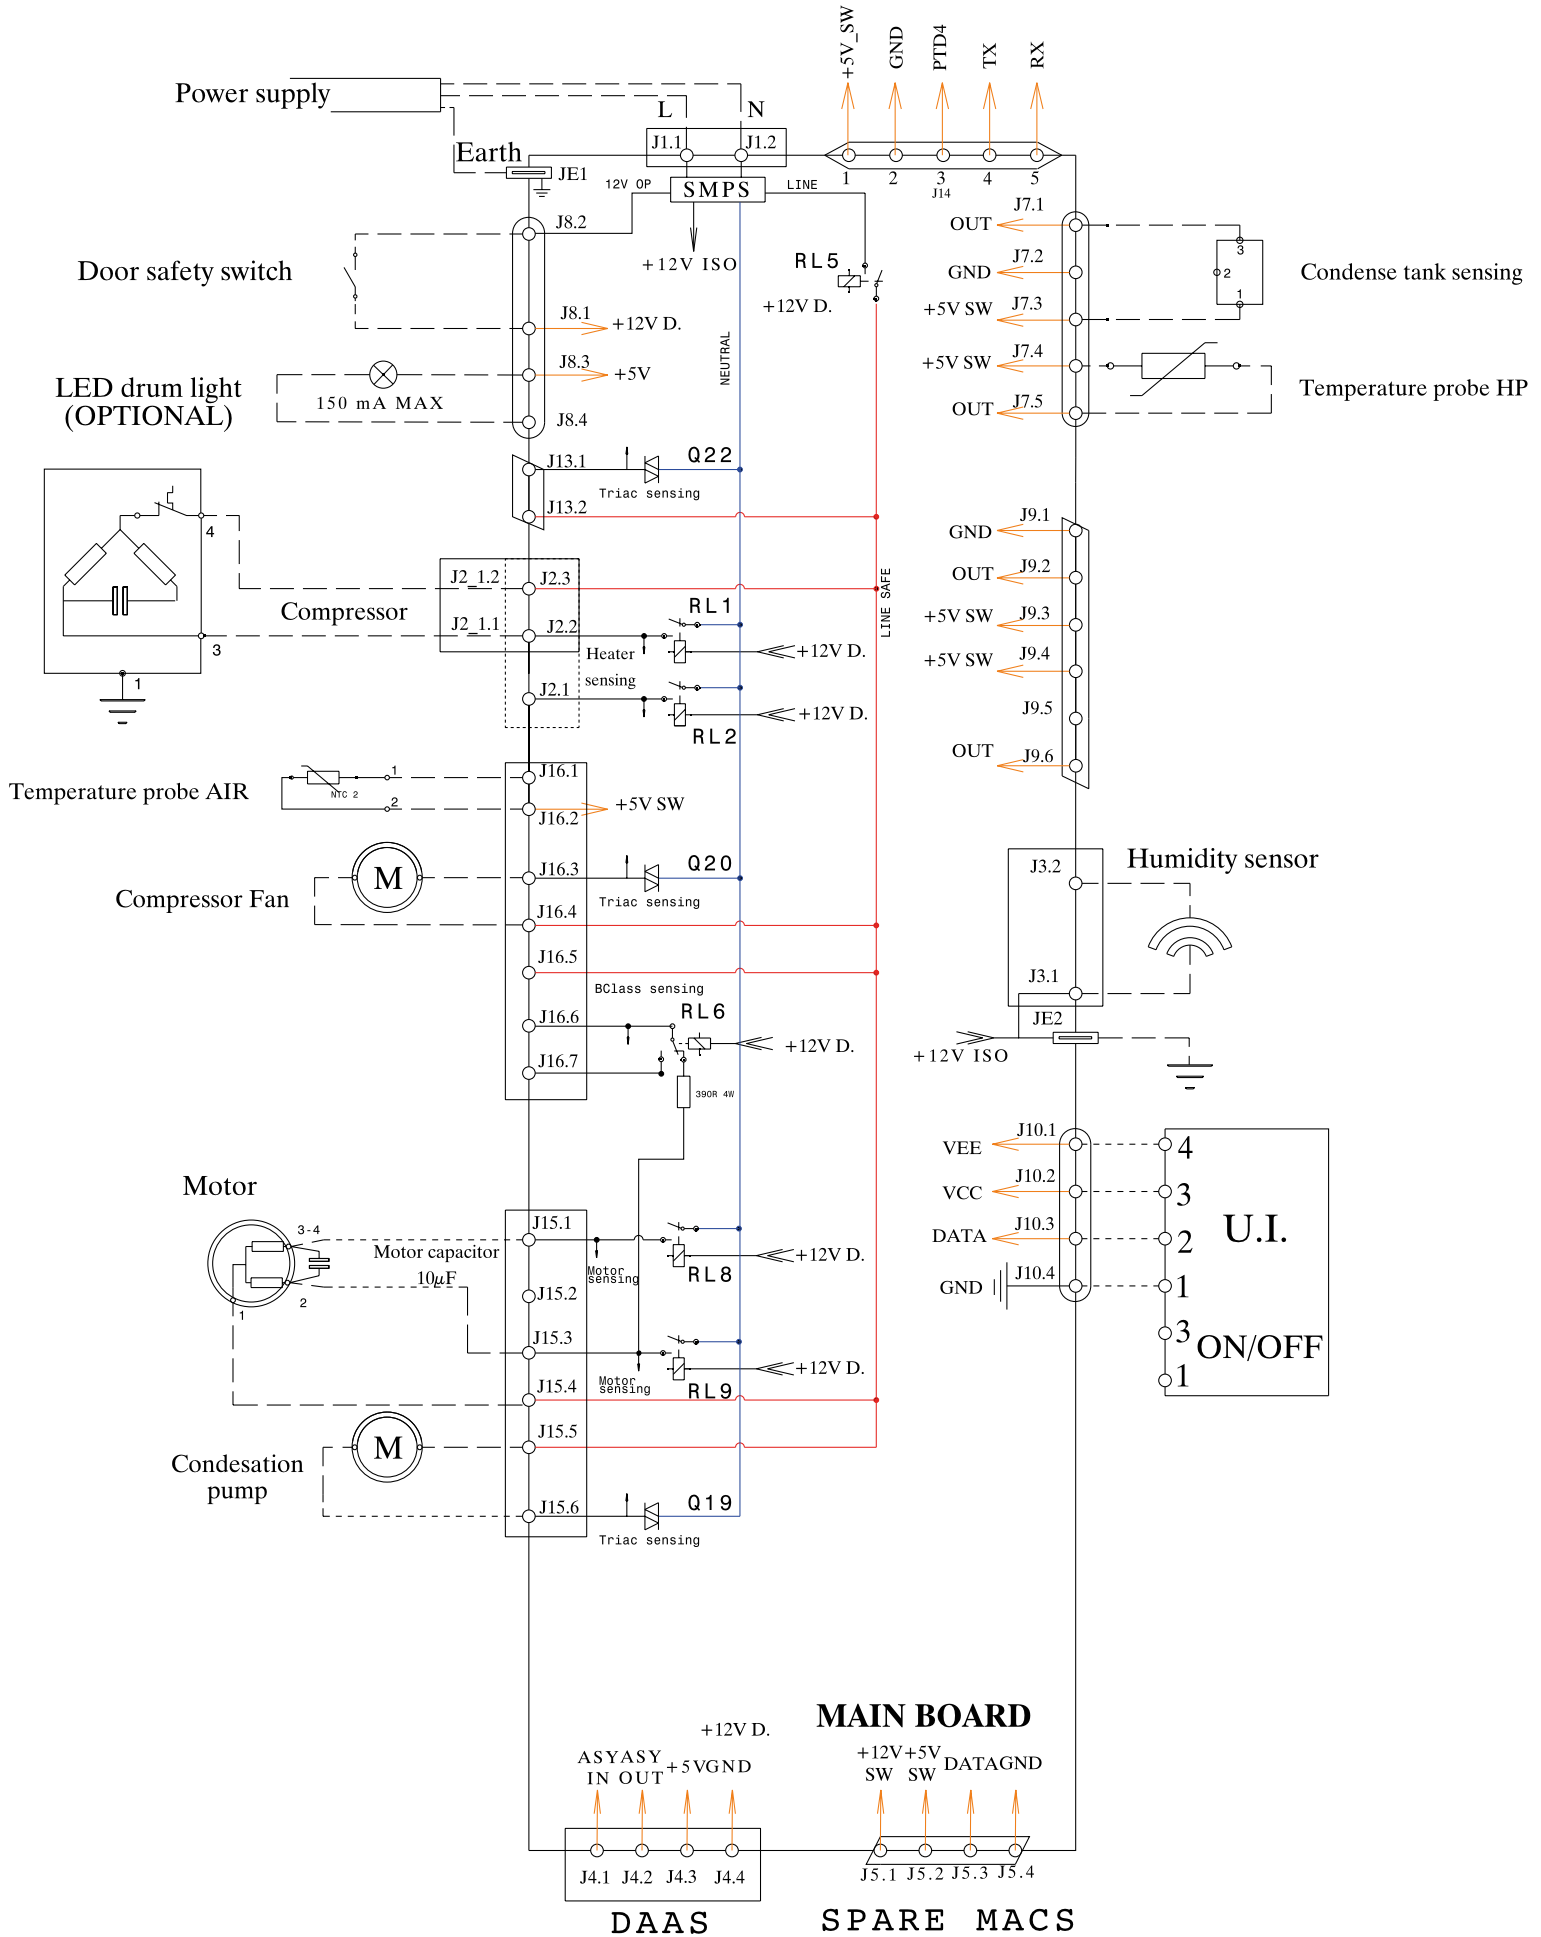 +5V_SW
GND
PTD4
TX
RX
Power supply
L N
J1.1 J1.2
Earth
JE1
1 2 3 4 5
J14
12V OP
SMPS
LINE
+12V ISO
NEUTRAL
RL5
+12V D.
LINE SAFE
J8.2
Door safety switch
J8.1
+12V D.
J8.3
+5V
LED drum light
(OPTIONAL)
150 mA MAX
J8.4
J13.1
Q22
Triac sensing
J13.2
4
3
1
J2_1.2 J2.3
Compressor
J2_1.1 J2.2
RL1
+12V D.
Heater
sensing
J2.1
+12V D.
RL2
J16.1
Temperature probe AIR
NTC 2
1
2
+5V SW
J16.2
J16.3
Q20
Triac sensing
M
Compressor Fan
J16.4
J16.5
BClass sensing
RL6
J16.6
+12V D.
J16.7
390R 4W
Motor
3-4
2
1
Motor capacitor
10µF
J15.1
+12V D.
Motor
sensing
RL8
J15.2
J15.3
+12V D.
Motor
sensing
RL9
J15.4
J15.5
M
Condesation
pump
J15.6
Q19
Triac sensing
J7.1
OUT
J7.2
GND
J7.3
+5V SW
J7.4
+5V SW
J7.5
OUT
3
2
1
Condense tank sensing
Temperature probe HP
J9.1
GND
J9.2
OUT
J9.3
+5V SW
J9.4
+5V SW
J9.5
OUT
J9.6
J3.2
Humidity sensor
J3.1
JE2
+12V ISO
J10.1
VEE
J10.2
VCC
J10.3
DATA
J10.4
GND
4
3
2
1
3
1
U.I.
ON/OFF
MAIN BOARD
+12V D.
ASY ASY
IN OUT
+5V GND
+12V +5V
SW SW
DATA GND
J4.1 J4.2 J4.3 J4.4
J5.1 J5.2 J5.3 J5.4
DAAS
SPARE MACS